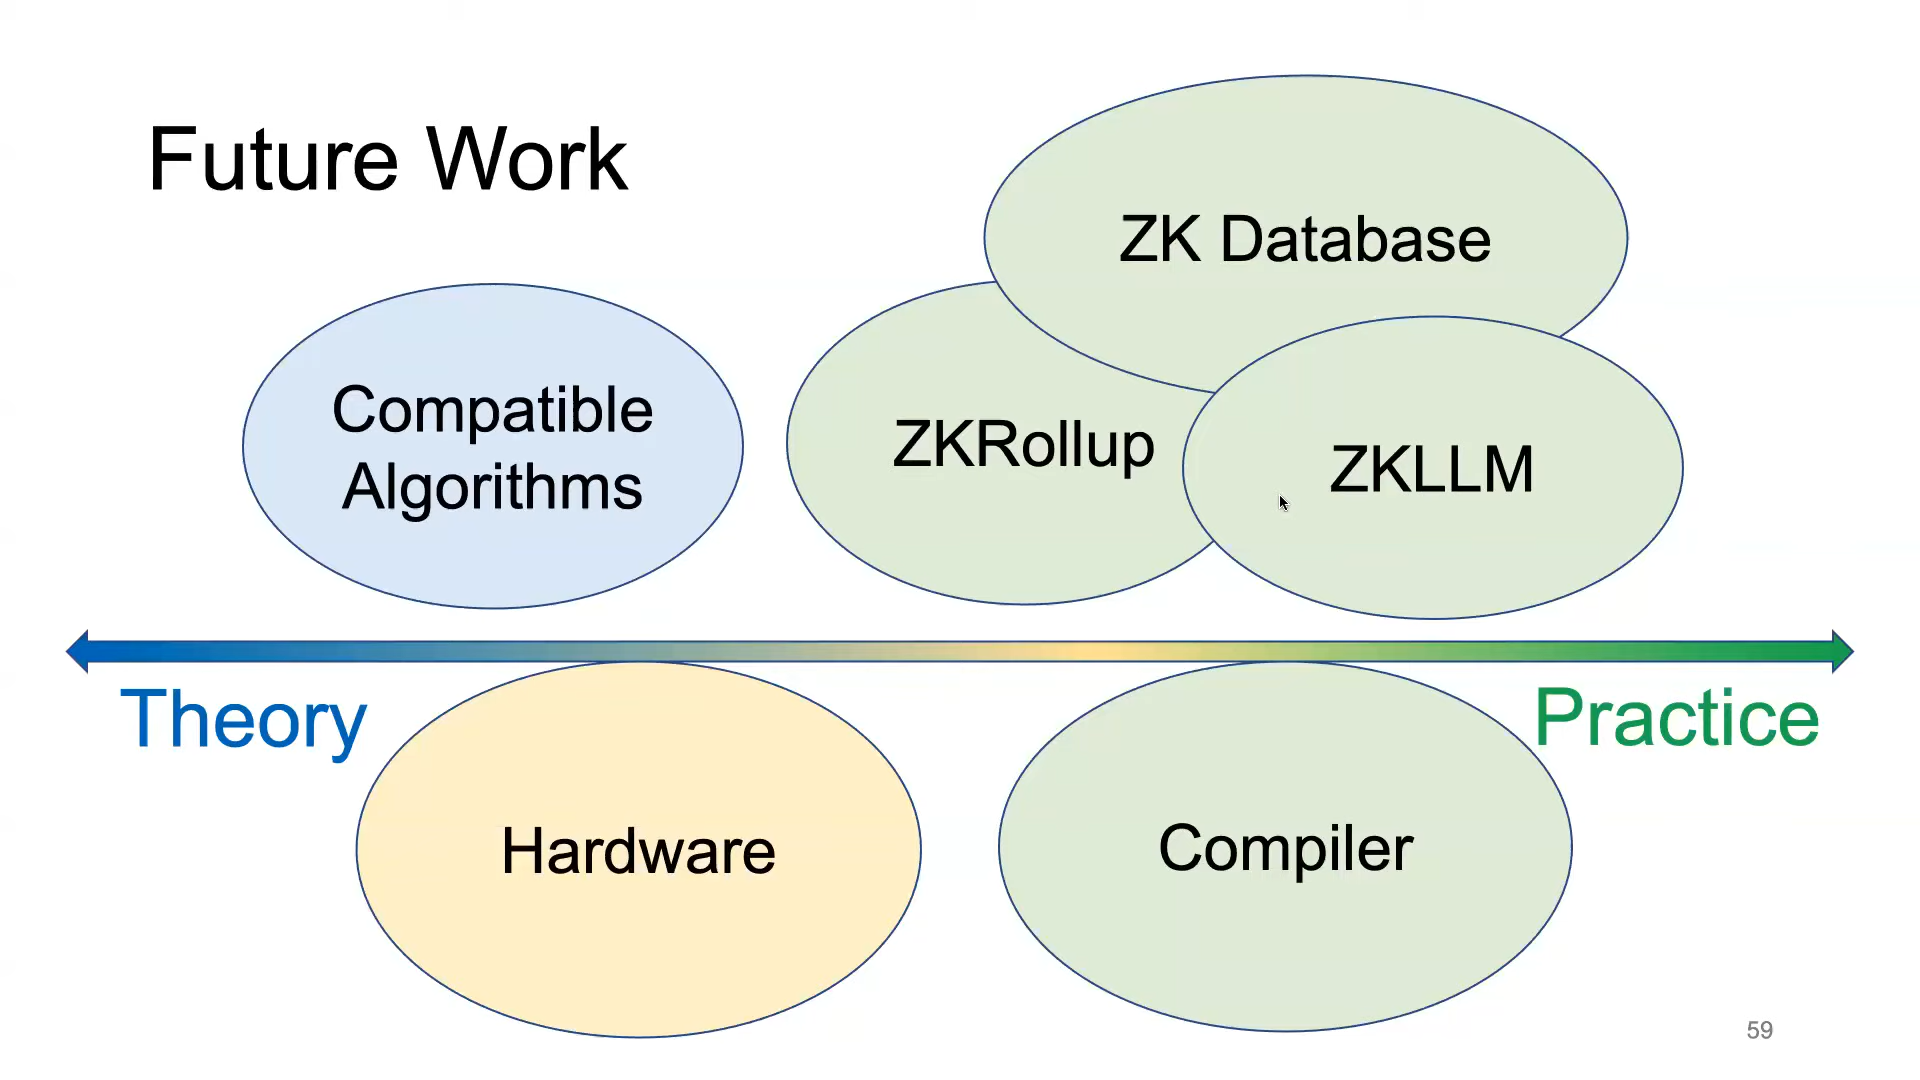 Future Work
ZK Database
Compatible
Algorithms
ZKRollup
ZKLLM
Theory
Practice
Hardware
Compiler
59